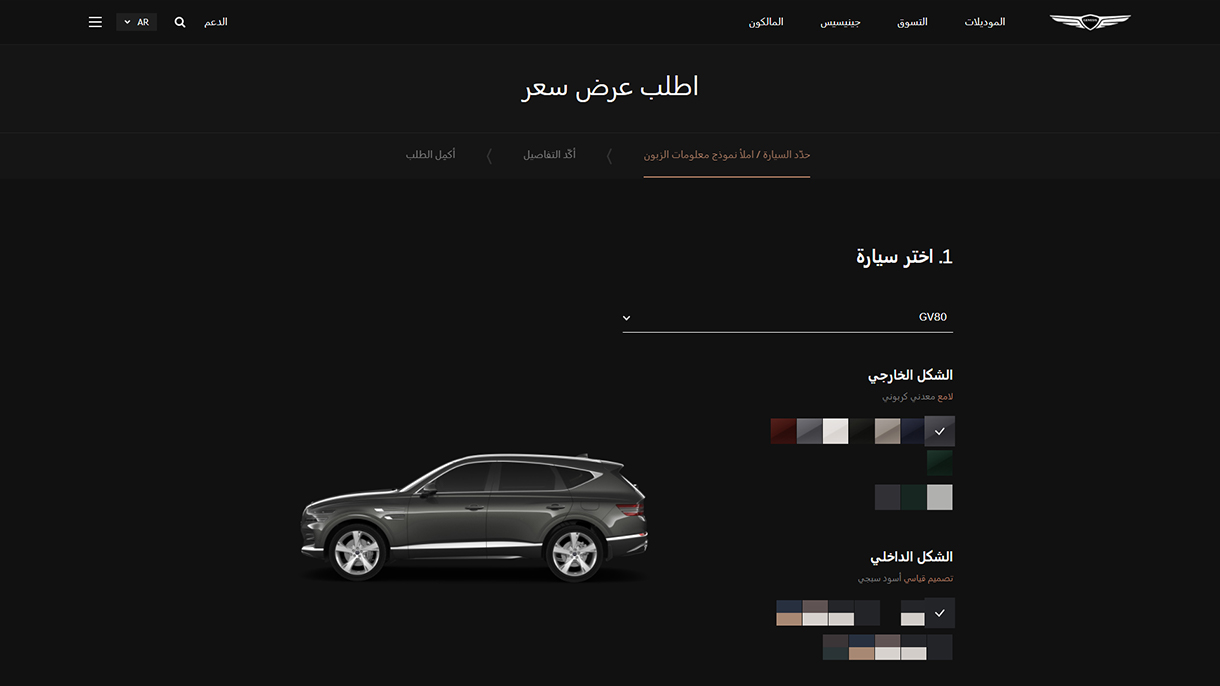 الموديلات
التسوق
جينيسيس
المالكون
الدعم
AR
اطلب عرض سعر
حدّد السيارة / املأ نموذج معلومات الزبون
أكّد التفاصيل
أكمِل الطلب
1. اختر سيارة
GV80
الشكل الخارجي
لامع معدني كربوني
الشكل الداخلي
تصميم قياسي أسود سبجي